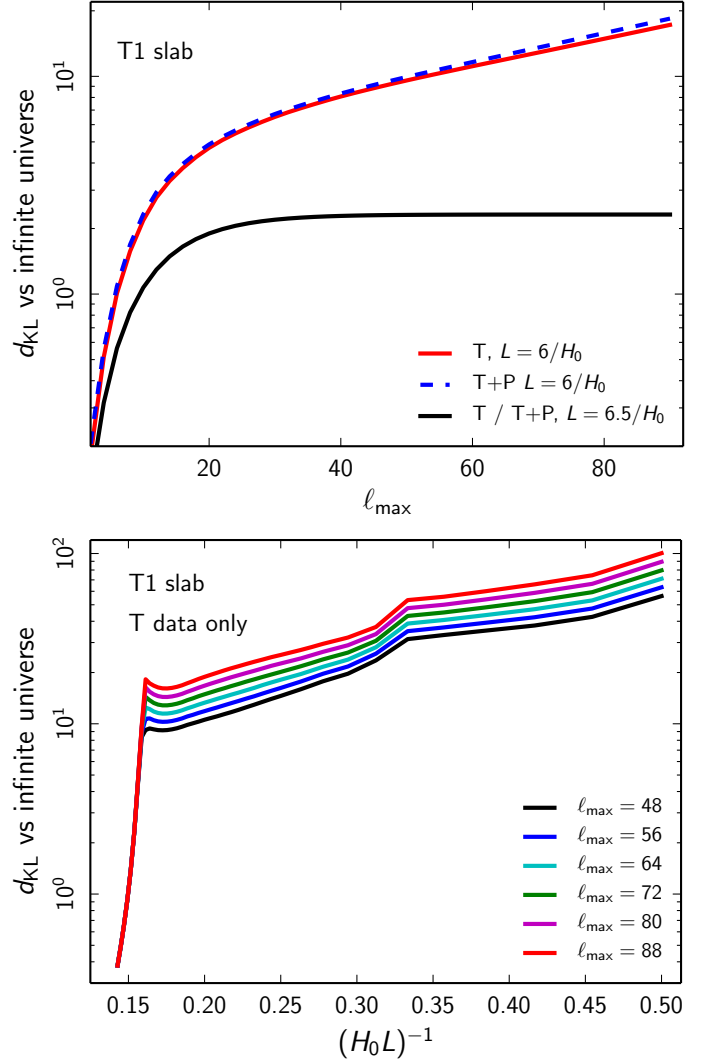 T1 slab
d_KL vs infinite universe
10^1
10^0
T, L = 6/H_0
T+P L = 6/H_0
T / T+P, L = 6.5/H_0
20 40 60 80
ℓ_max
T1 slab
T data only
d_KL vs infinite universe
10^2
10^1
10^0
ℓ_max = 48
ℓ_max = 56
ℓ_max = 64
ℓ_max = 72
ℓ_max = 80
ℓ_max = 88
0.15 0.20 0.25 0.30 0.35 0.40 0.45 0.50
(H_0L)^{-1}